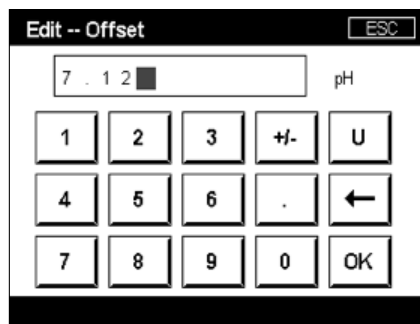 Edit -- Offset ESC
7 . 1 2 pH
1 2 3 +/- U
4 5 6 . ←
7 8 9 0 OK